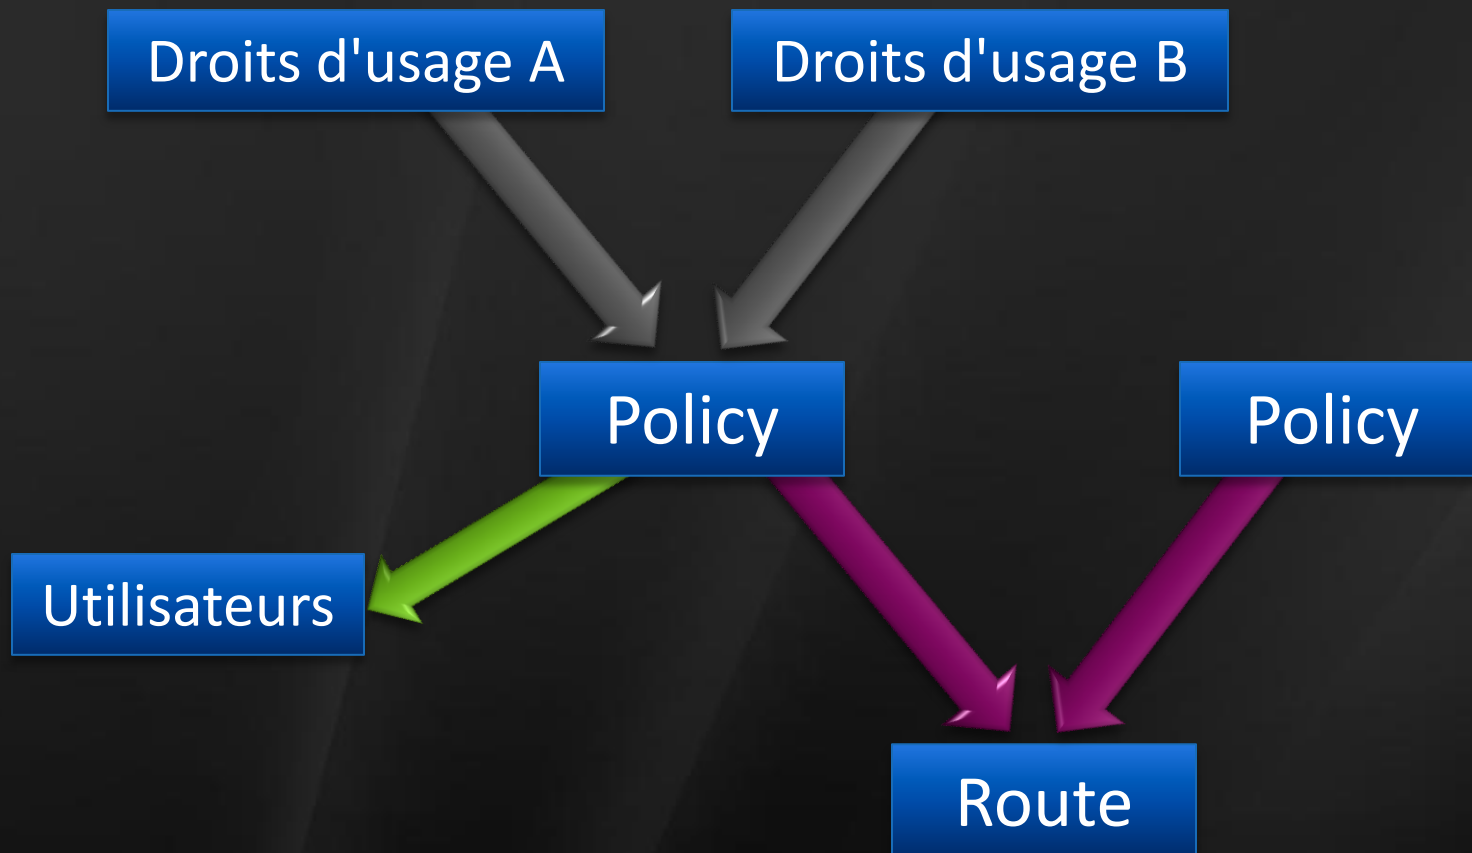 Droits d'usage A
Droits d'usage B
Policy
Policy
Utilisateurs
Route